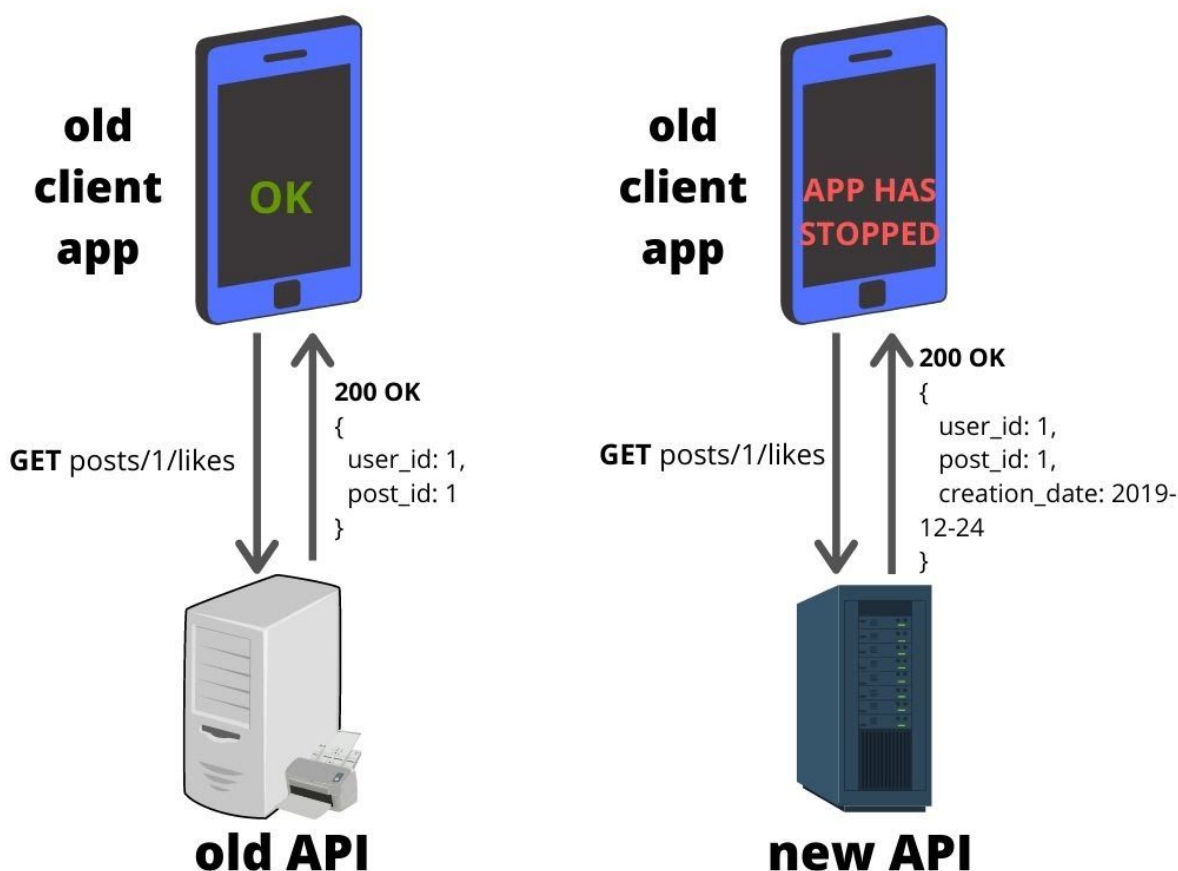 old
client
app
OK
GET posts/1/likes
200 OK
{
user_id: 1,
post_id: 1
}
old API
old
client
app
APP HAS
STOPPED
GET posts/1/likes
200 OK
{
user_id: 1,
post_id: 1,
creation_date: 2019-
12-24
}
new API